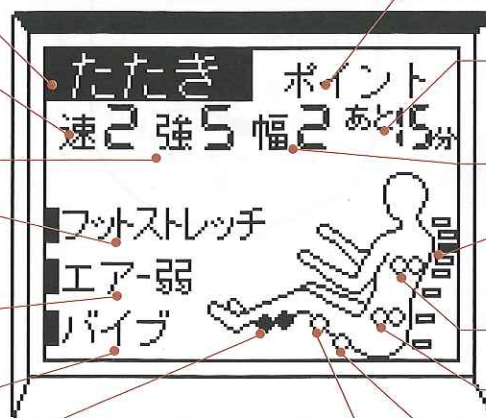 たたき ポイント
速2 強5 幅2 あと15分
フットストレッチ
エアー弱
バイブ